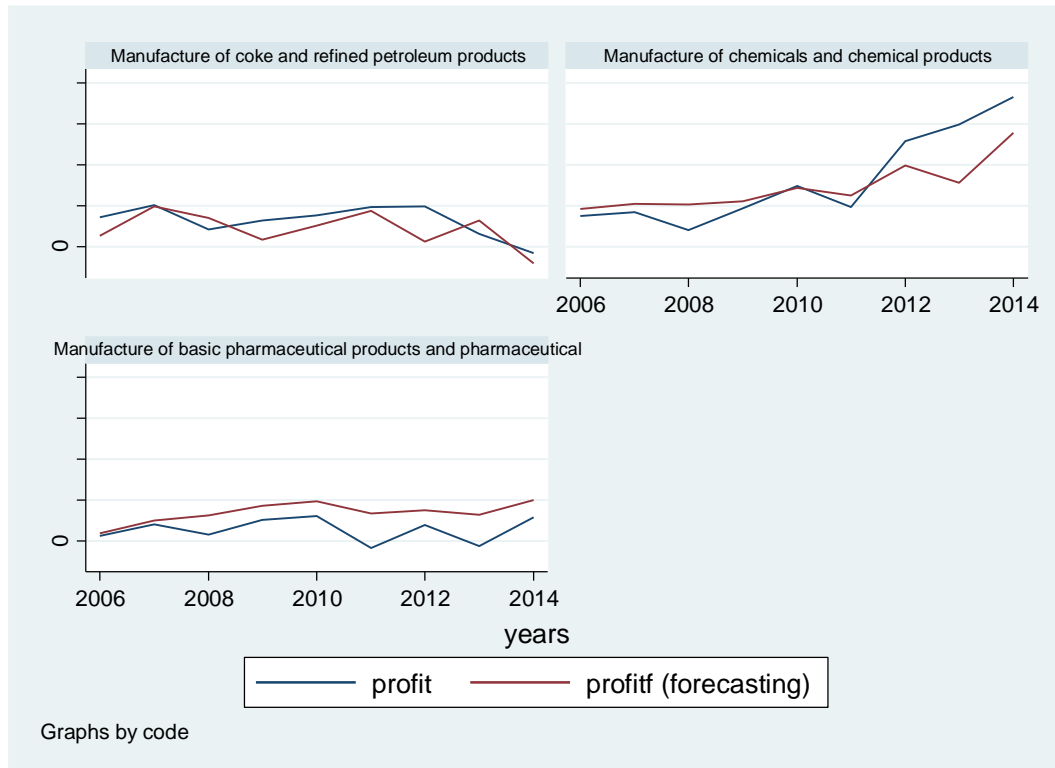 Manufacture of coke and refined petroleum products
Manufacture of chemicals and chemical products
0
2006 2008 2010 2012 2014
Manufacture of basic pharmaceutical products and pharmaceutical
0
2006 2008 2010 2012 2014
years
profit profitf (forecasting)
Graphs by code